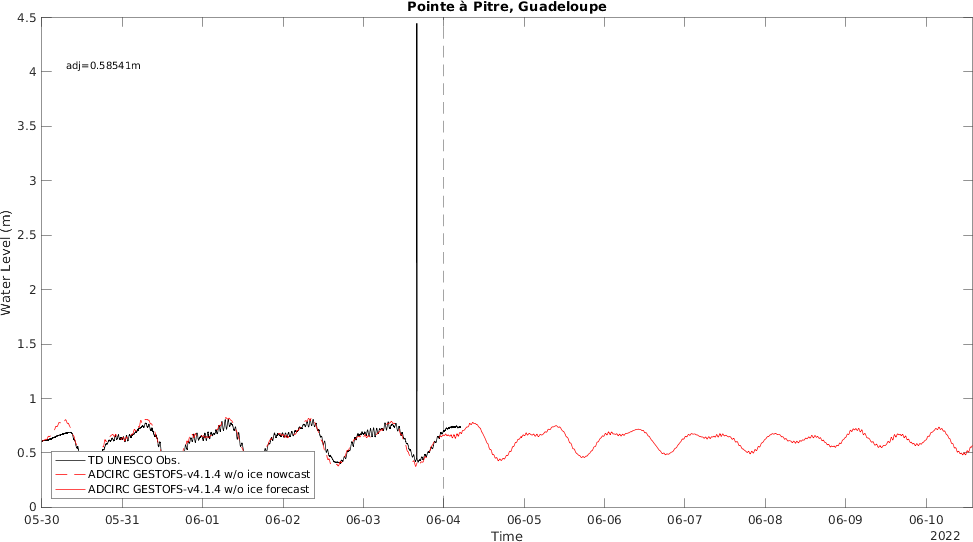 Pointe à Pitre, Guadeloupe
adj=0.58541m
Water Level (m)
4.5
4
3.5
3
2.5
2
1.5
1
0.5
0
TD UNESCO Obs.
ADCIRC GESTOFS-v4.1.4 w/o ice nowcast
ADCIRC GESTOFS-v4.1.4 w/o ice forecast
05-30 05-31 06-01 06-02 06-03 06-04 06-05 06-06 06-07 06-08 06-09 06-10
Time
2022